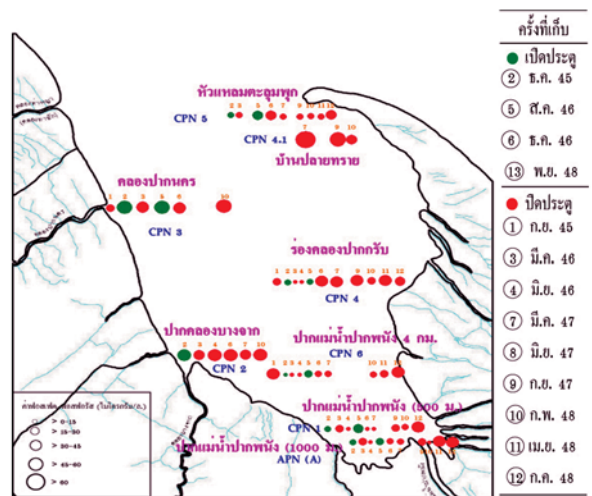 ครั้งที่เก็บ
เปิดประตู
2 ธ.ค. 45
5 ส.ค. 46
6 ธ.ค. 46
13 พ.ย. 48
ปิดประตู
1 ก.ย. 45
3 มี.ค. 46
4 มิ.ย. 46
7 มี.ค. 47
8 มิ.ย. 47
9 ก.ย. 47
10 ก.พ. 48
11 เม.ย. 48
12 ก.ค. 48
หัวแหลมตะลุมพุก
CPN 5
CPN 4.1
บ้านปลายทราย
คลองปากนคร
CPN 3
ร่องคลองปากกรับ
CPN 4
ปากคลองบางจาก
CPN 2
ปากแม่น้ำปากพนัง 4 กม.
CPN 6
ปากแม่น้ำปากพนัง (500 ม.)
CPN 1
ปากแม่น้ำปากพนัง (1000 ม.)
APN (A)
> 0-15
> 15-30
> 30-45
> 45-60
> 60